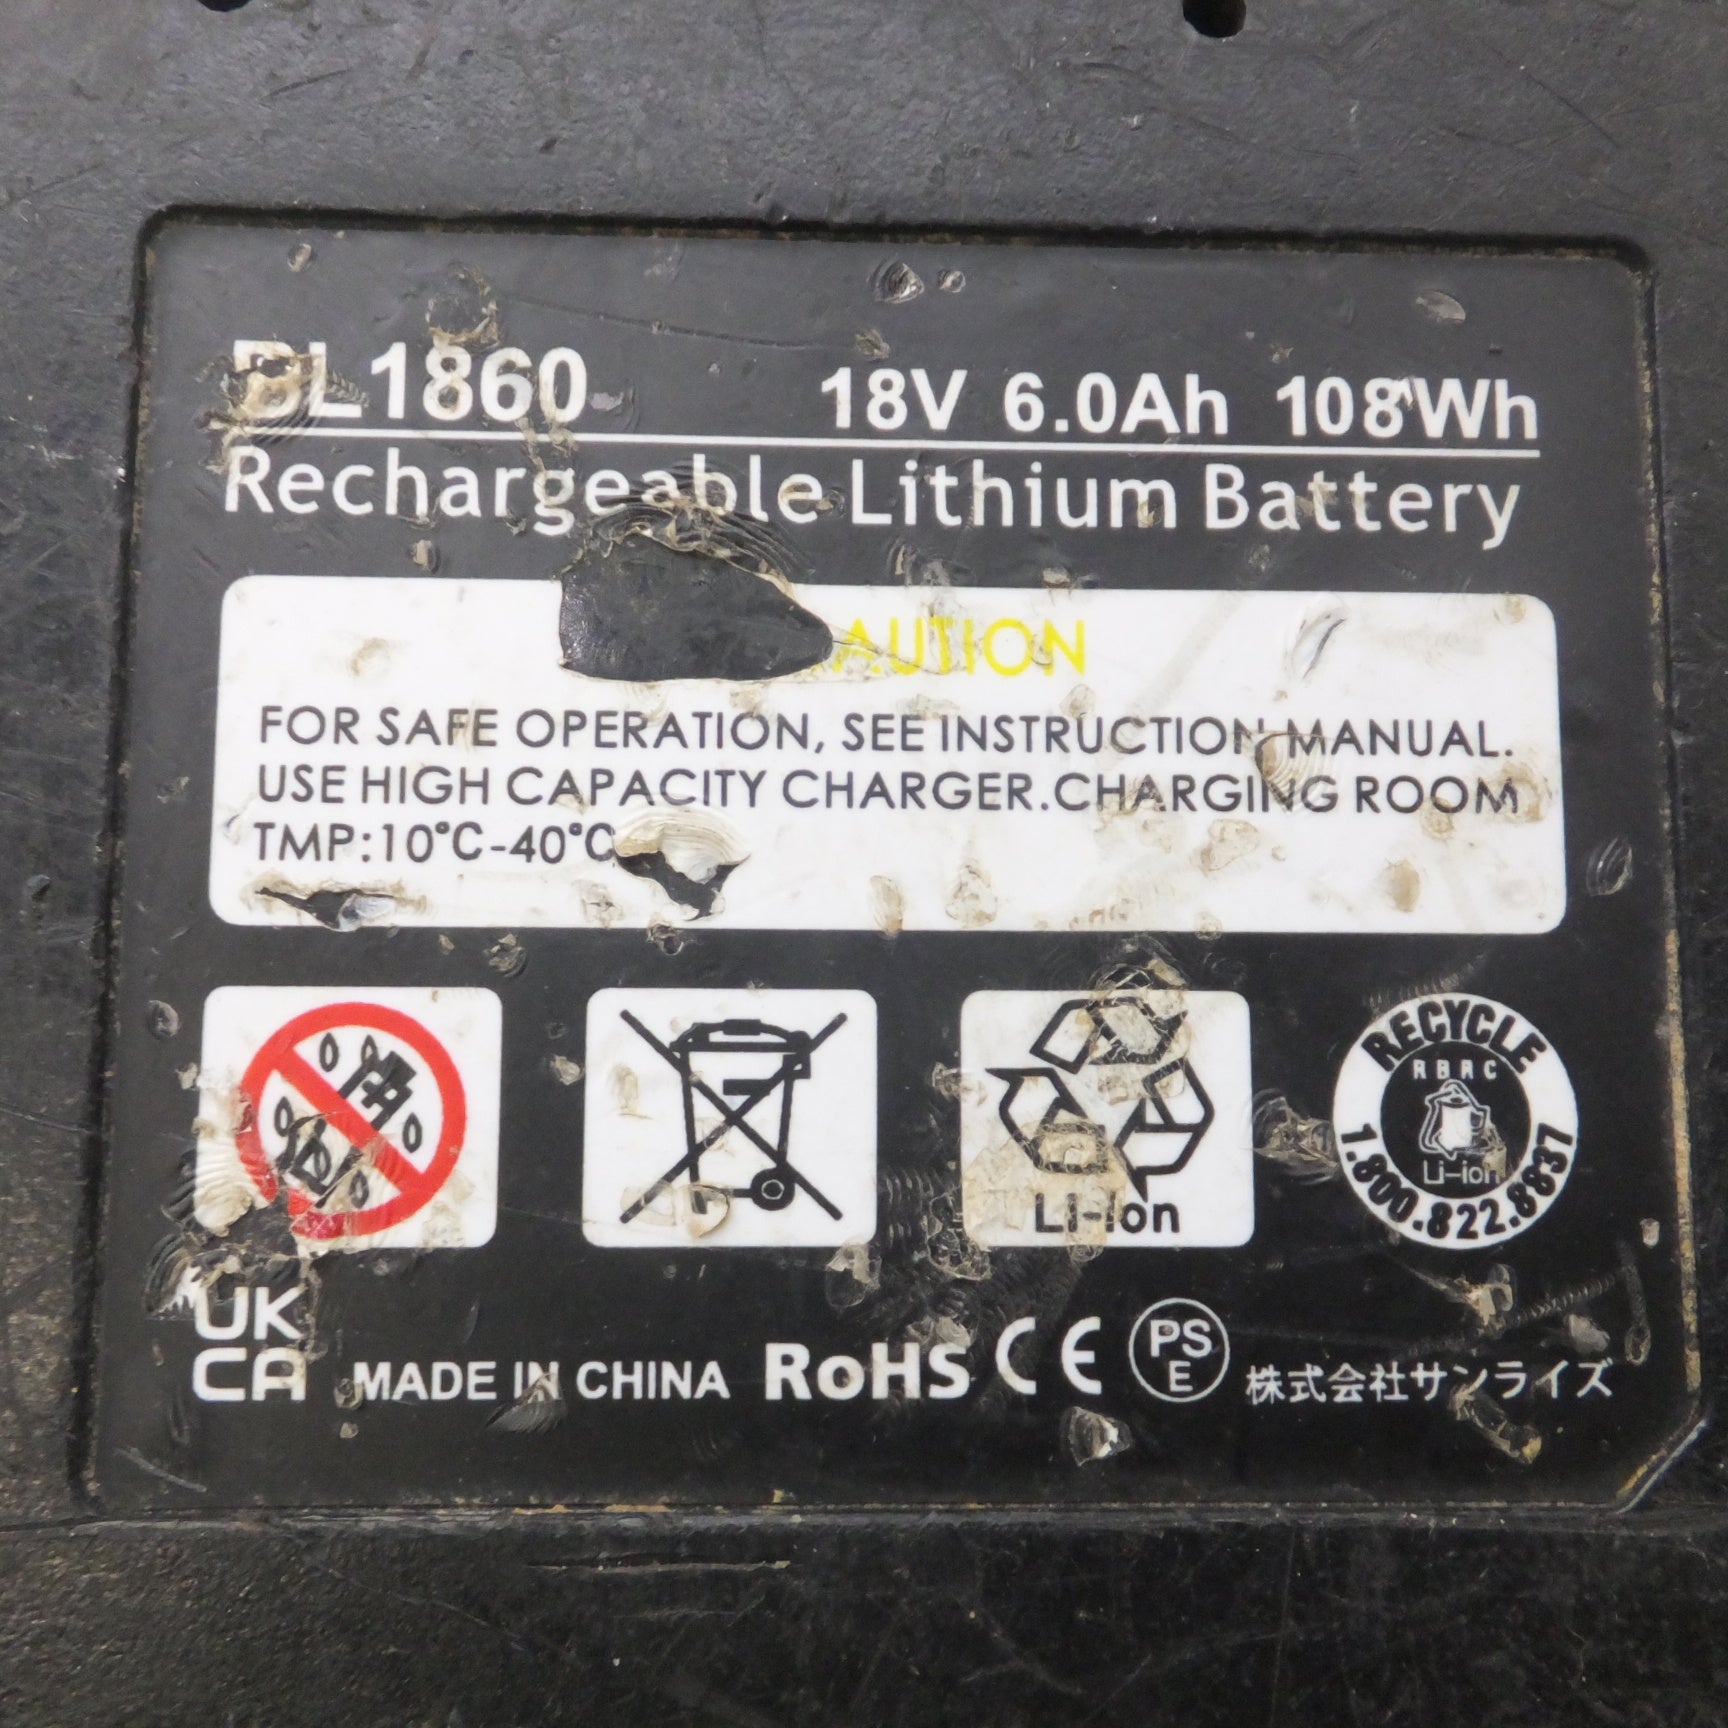 BL1860 18V 6.0Ah 108Wh
Rechargeable Lithium Battery
CAUTION
FOR SAFE OPERATION, SEE INSTRUCTION MANUAL.
USE HIGH CAPACITY CHARGER.CHARGING ROOM
TMP:10°C-40°C
Li-ion
RECYCLE
RBRC
Li-ion
1.800.822.8837
UK
CA MADE IN CHINA RoHS CE PS
E 株式会社サンライズ